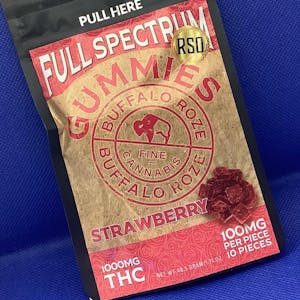 PULL HERE
FULL SPECTRUM
RSO
GUMMIES
BUFFALO ROZE
FINE
CANNABIS
BUFFALO ROZE
STRAWBERRY
1000MG
THC
100MG
PER PIECE
10 PIECES